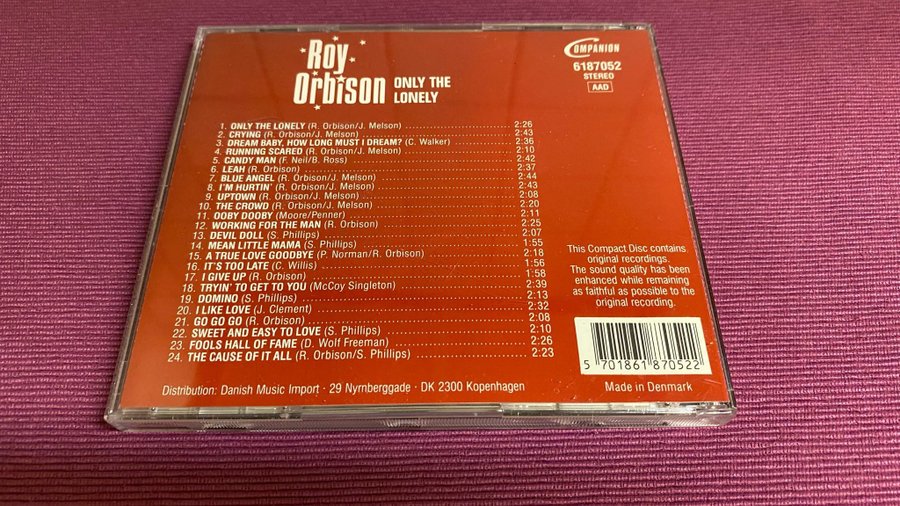 Roy
Orbison
ONLY THE
LONELY
COMPANION
6187052
STEREO
AAD
1. ONLY THE LONELY (R. Orbison/J. Melson) 2:26
2. CRYING (R. Orbison/J. Melson) 2:43
3. DREAM BABY, HOW LONG MUST I DREAM? (C. Walker) 2:36
4. RUNNING SCARED (R. Orbison/J. Melson) 2:10
5. CANDY MAN (F. Neil/B. Ross) 2:42
6. LEAH (R. Orbison) 2:37
7. BLUE ANGEL (R. Orbison/J. Melson) 2:44
8. I'M HURTIN' (R. Orbison/J. Melson) 2:43
9. UPTOWN (R. Orbison/J. Melson) 2:08
10. THE CROWD (R. Orbison/J. Melson) 2:20
11. OOBY DOOBY (Moore/Penner) 2:11
12. WORKING FOR THE MAN (R. Orbison) 2:25
13. DEVIL DOLL (S. Phillips) 2:07
14. MEAN LITTLE MAMA (S. Phillips) 1:55
15. A TRUE LOVE GOODBYE (P. Norman/R. Orbison) 2:18
16. IT'S TOO LATE (C. Willis) 1:56
17. I GIVE UP (R. Orbison) 1:58
18. TRYIN' TO GET TO YOU (McCoy Singleton) 2:39
19. DOMINO (S. Phillips) 2:13
20. I LIKE LOVE (J. Clement) 2:32
21. GO GO GO (R. Orbison) 2:08
22. SWEET AND EASY TO LOVE (S. Phillips) 2:10
23. FOOLS HALL OF FAME (D. Wolf Freeman) 2:26
24. THE CAUSE OF IT ALL (R. Orbison/S. Phillips) 2:23
This Compact Disc contains
original recordings.
The sound quality has been
enhanced while remaining
as faithful as possible to the
original recording.
5 701861 870522
Distribution: Danish Music Import · 29 Nyrnberggade · DK 2300 Kopenhagen
Made in Denmark